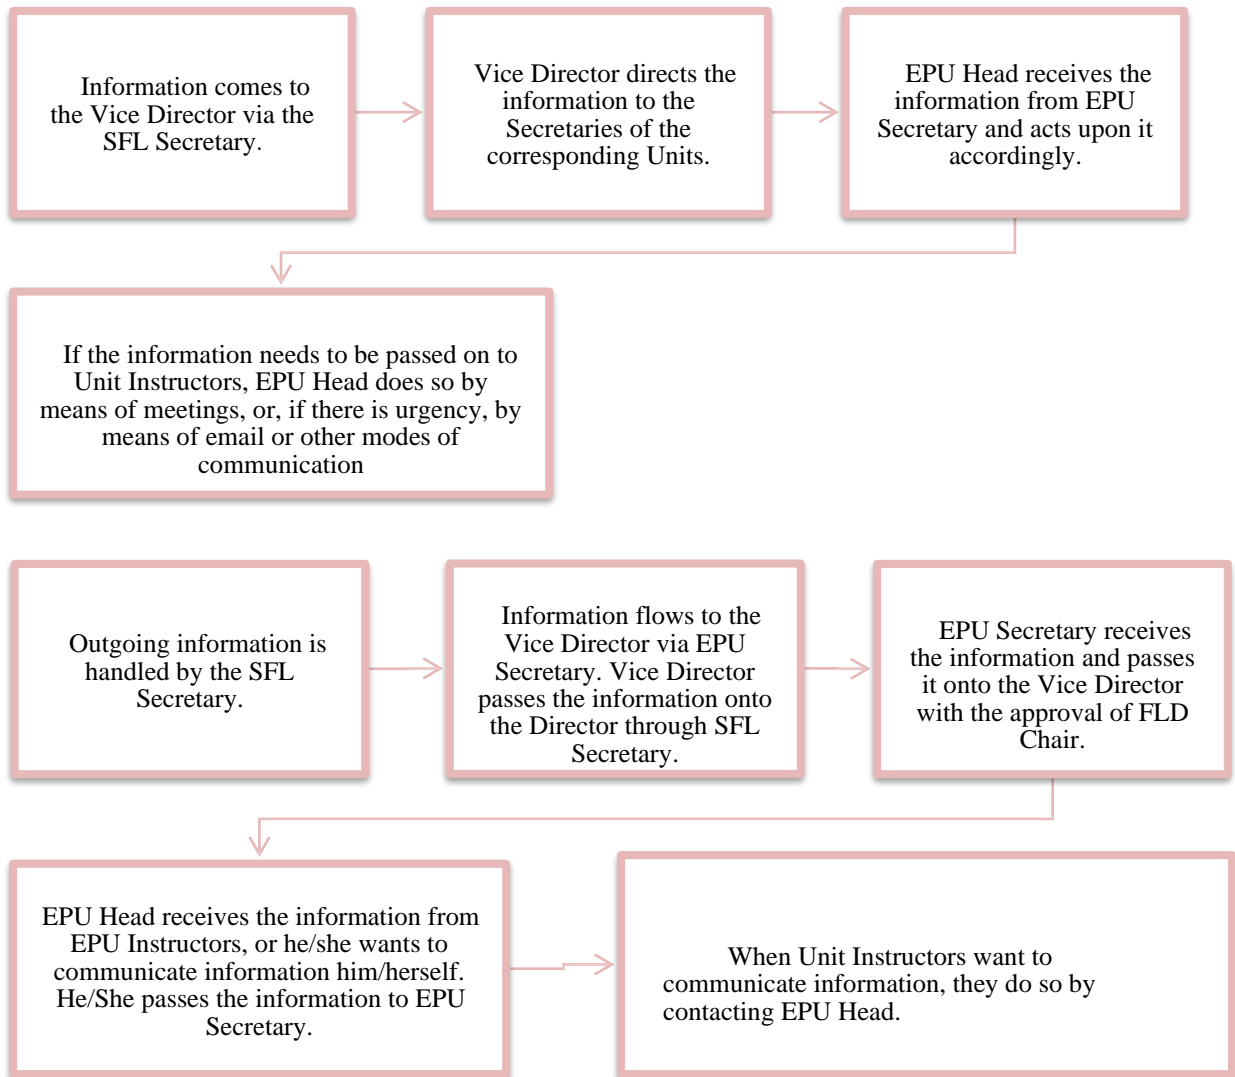 Information comes to
the Vice Director via the
SFL Secretary.
Vice Director directs the
information to the
Secretaries of the
corresponding Units.
EPU Head receives the
information from EPU
Secretary and acts upon it
accordingly.
If the information needs to be passed on to
Unit Instructors, EPU Head does so by
means of meetings, or, if there is urgency, by
means of email or other modes of
communication
Outgoing information is
handled by the SFL
Secretary.
Information flows to the
Vice Director via EPU
Secretary. Vice Director
passes the information onto
the Director through SFL
Secretary.
EPU Secretary receives
the information and passes
it onto the Vice Director
with the approval of FLD
Chair.
EPU Head receives the information from
EPU Instructors, or he/she wants to
communicate information him/herself.
He/She passes the information to EPU
Secretary.
When Unit Instructors want to
communicate information, they do so by
contacting EPU Head.